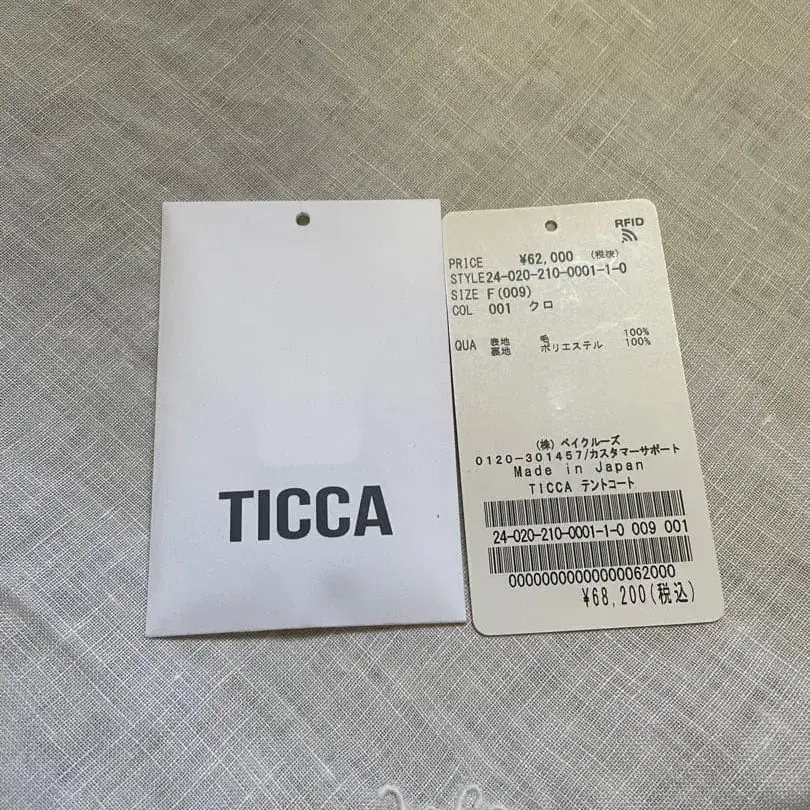 TICCA
RFID
PRICE ¥62,000 (税抜)
STYLE24-020-210-0001-1-0
SIZE F(009)
COL 001 クロ
QUA 表地 毛 100%
裏地 ポリエステル 100%
(株) ベイクルーズ
0120-301457/カスタマーサポート
Made in Japan
TICCA テントコート
24-020-210-0001-1-0 009 001
00000000000000062000
¥68,200(税込)